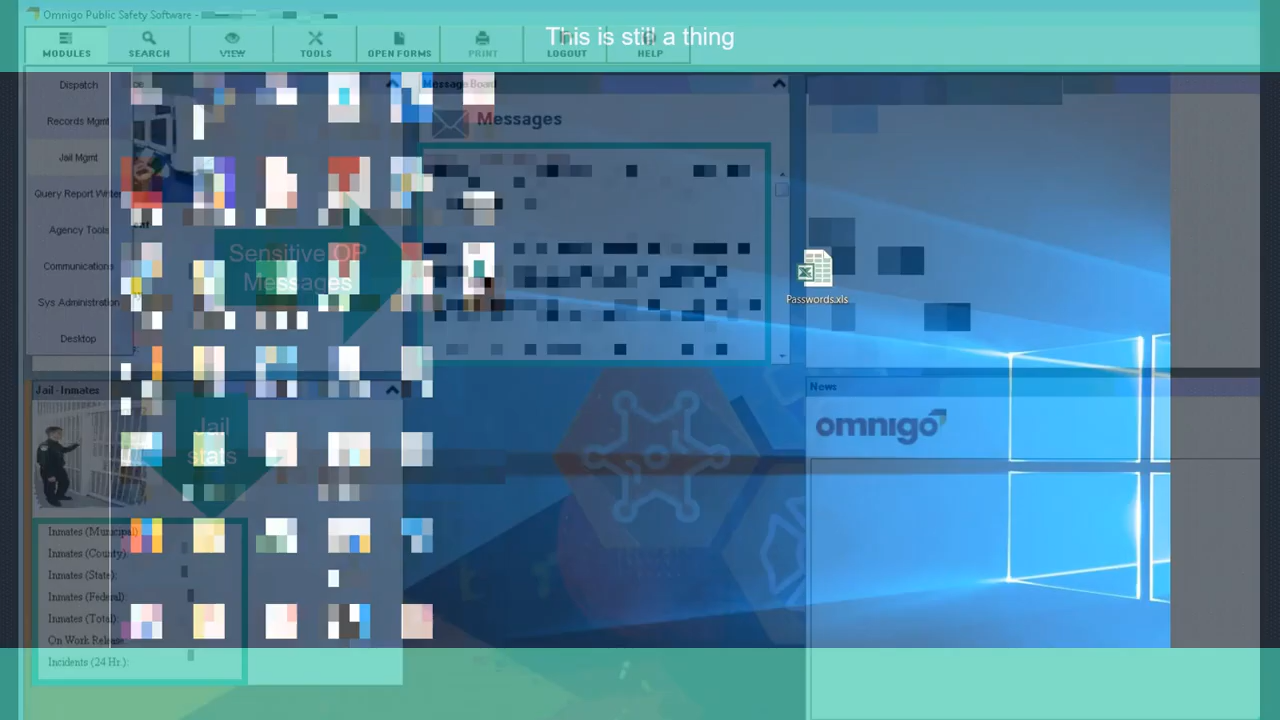 Omnigo Public Safety Software -
This is still a thing
MODULES
SEARCH
VIEW
TOOLS
OPEN FORMS
PRINT
LOGOUT
HELP
Dispatch
Records Mgmt
Jail Mgmt
Query Report Writer
Agency Tools
Communications
Sys Administration
Desktop
Message Board
Messages
Sensitive OP
Messages
Passwords.xls
Jail - Inmates
Jail
stats
News
omnigo
Inmates (Municipal)
Inmates (County):
Inmates (State):
Inmates (Federal)
Inmates (Total):
On Work Release
Incidents (24 Hr.):